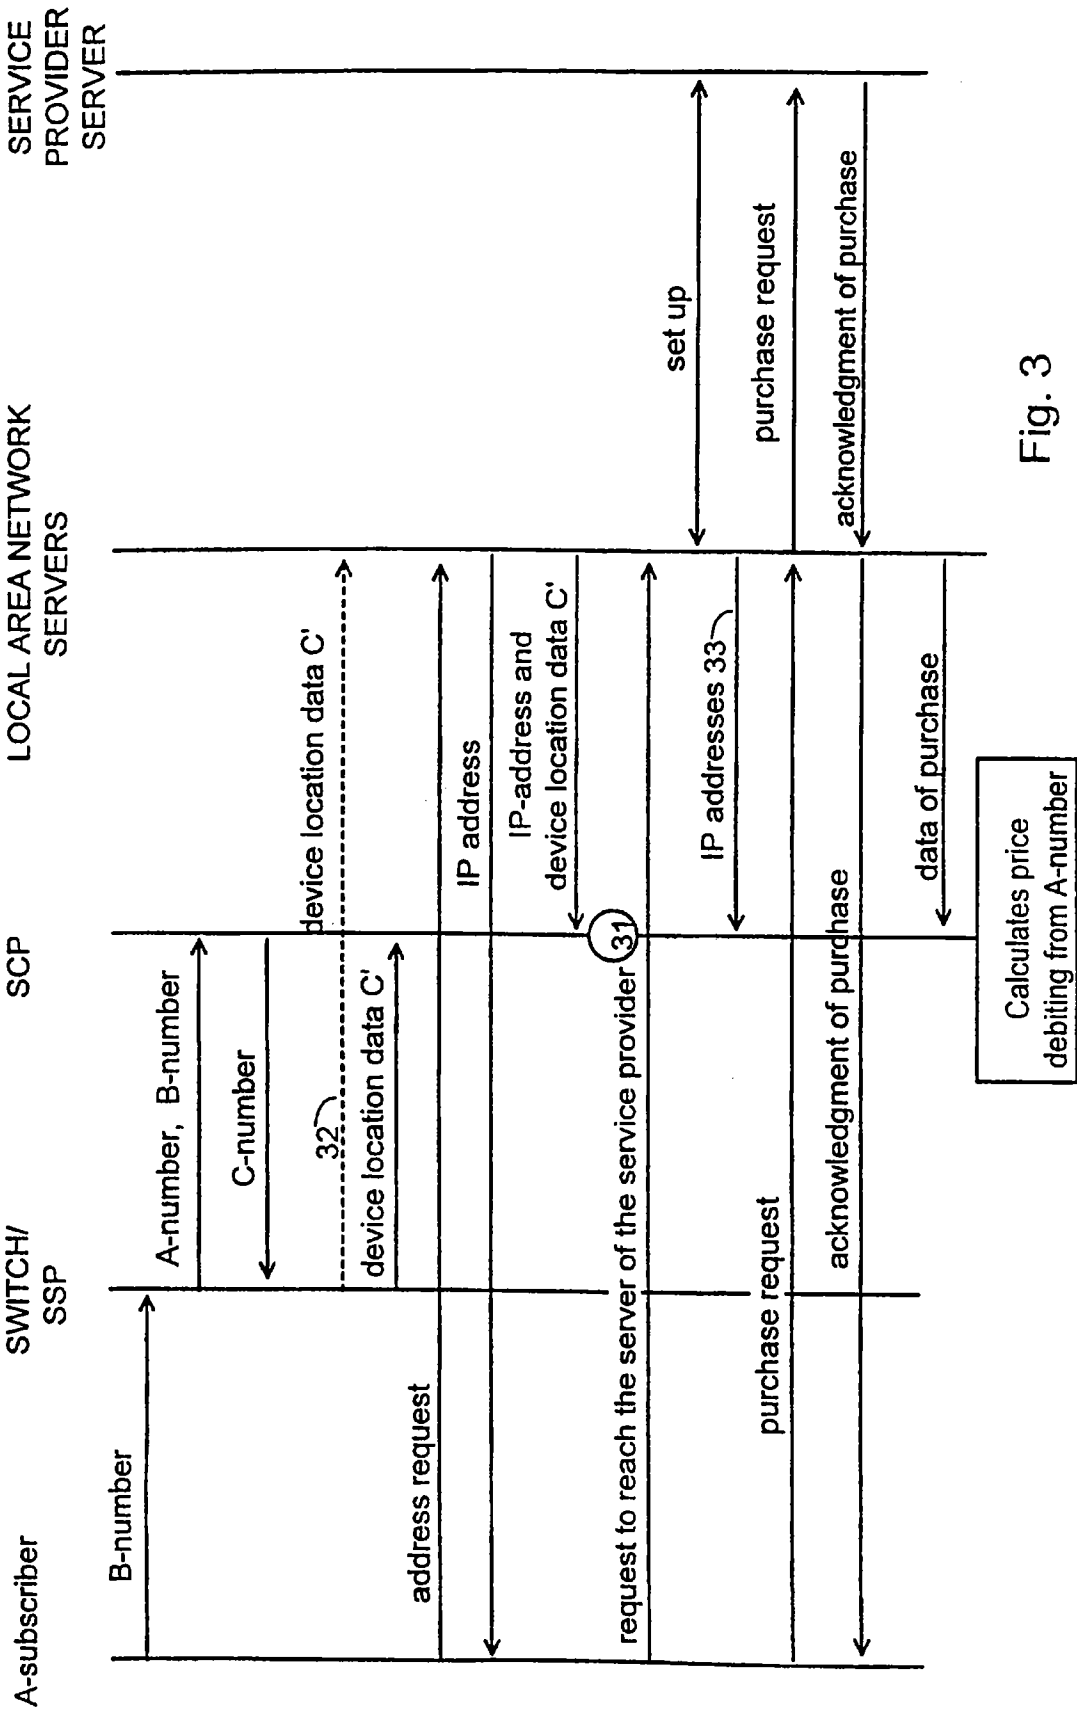 A-subscriber
SWITCH/
SSP
SCP
LOCAL AREA NETWORK
SERVERS
SERVICE
PROVIDER
SERVER
B-number
A-number, B-number
C-number
32
device location data C'
device location data C'
address request
IP address
IP-address and
device location data C'
31
request to reach the server of the service provider
set up
IP addresses 33
purchase request
purchase request
acknowledgment of purchase
acknowledgment of purchase
data of purchase
Calculates price
debiting from A-number
Fig. 3